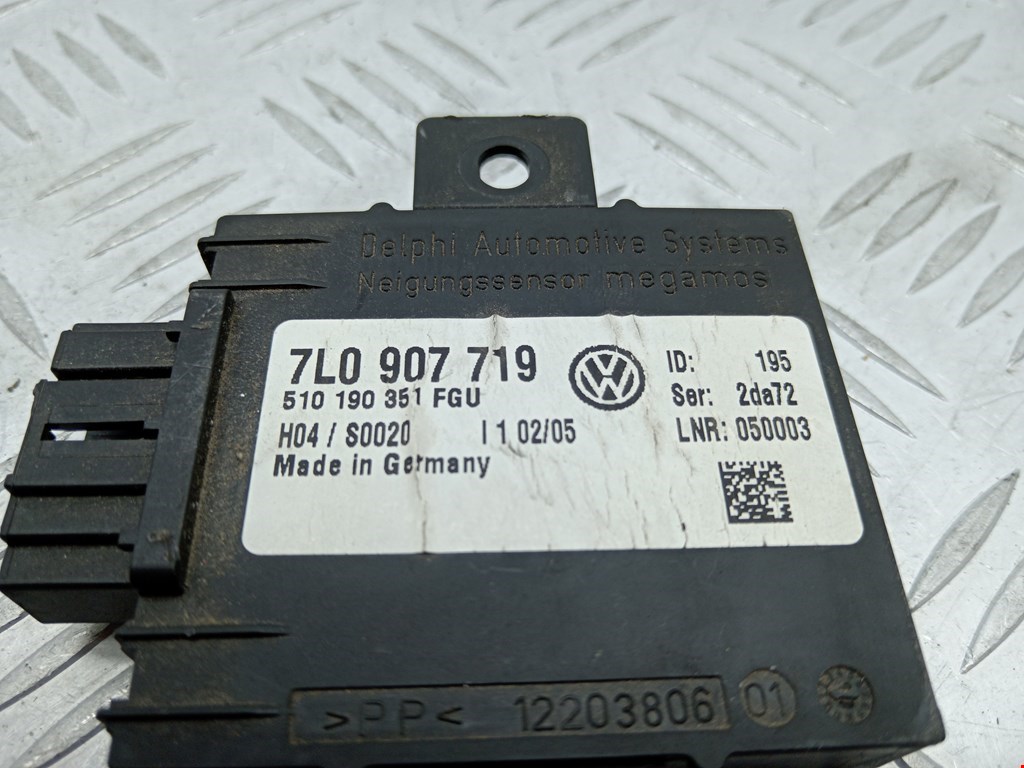 Delphi Automotive Systems
Neigungssensor megamos
7L0 907 719
510 190 351 FGU
H04 / S0020 I 1 02/05
Made in Germany
ID: 195
Ser: 2da72
LNR: 050003
>PP< 12203806 01